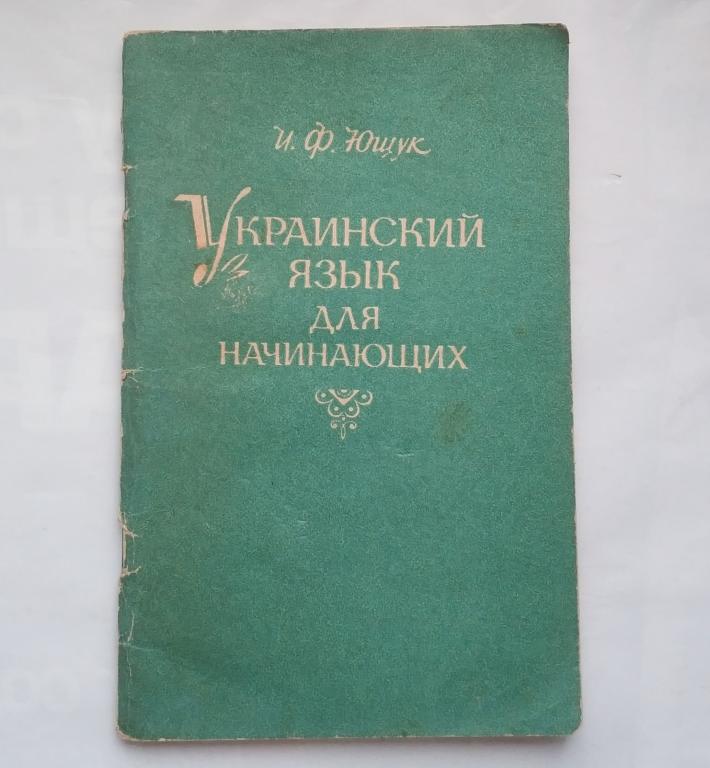 И. Ф. Ющук
Украинский
язык
для
начинающих